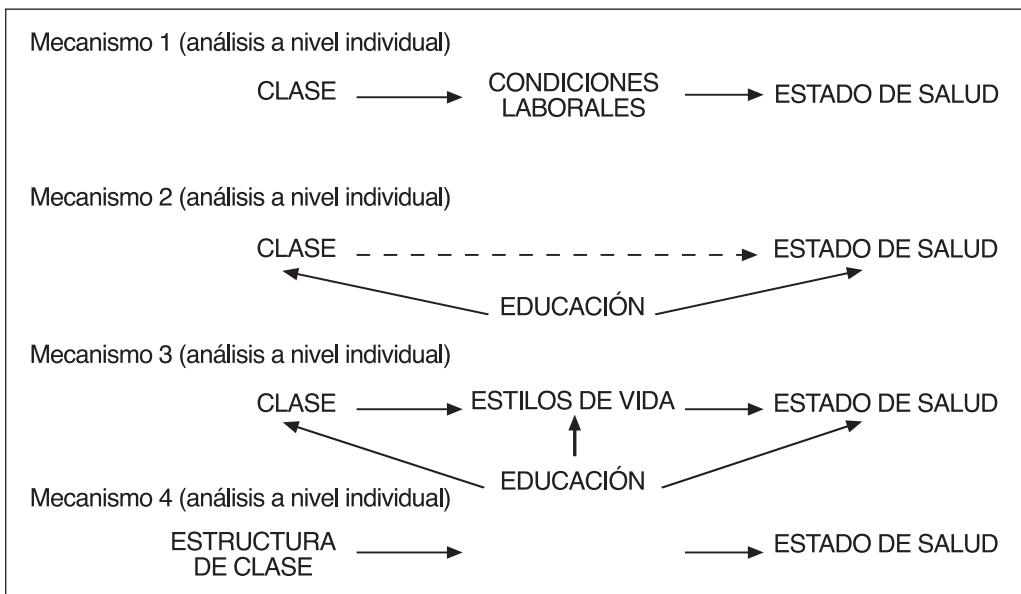 Mecanismo 1 (análisis a nivel individual)
CLASE CONDICIONES LABORALES ESTADO DE SALUD
Mecanismo 2 (análisis a nivel individual)
CLASE ESTADO DE SALUD
EDUCACIÓN
Mecanismo 3 (análisis a nivel individual)
CLASE ESTILOS DE VIDA ESTADO DE SALUD
EDUCACIÓN
Mecanismo 4 (análisis a nivel individual)
ESTRUCTURA DE CLASE ESTADO DE SALUD